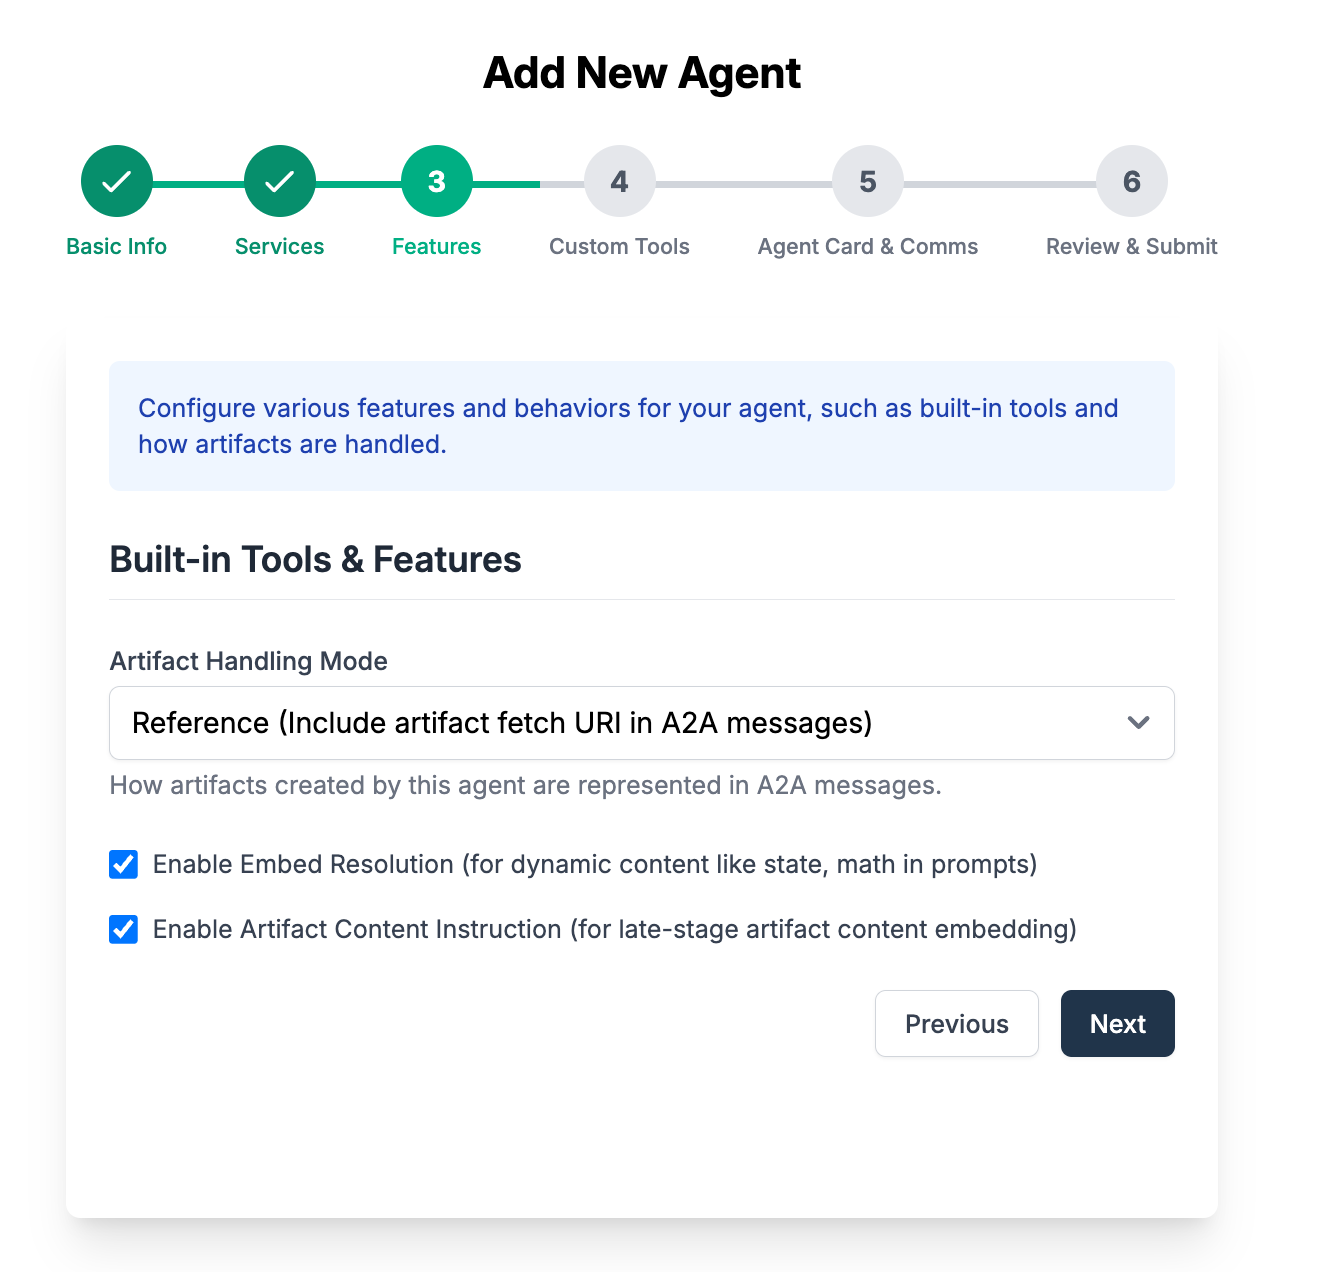 Add New Agent
3
4
5
6
Basic Info
Services
Features
Custom Tools
Agent Card & Comms
Review & Submit
Configure various features and behaviors for your agent, such as built-in tools and
how artifacts are handled.
Built-in Tools & Features
Artifact Handling Mode
Reference (Include artifact fetch URI in A2A messages)
How artifacts created by this agent are represented in A2A messages.
Enable Embed Resolution (for dynamic content like state, math in prompts)
Enable Artifact Content Instruction (for late-stage artifact content embedding)
Previous
Next